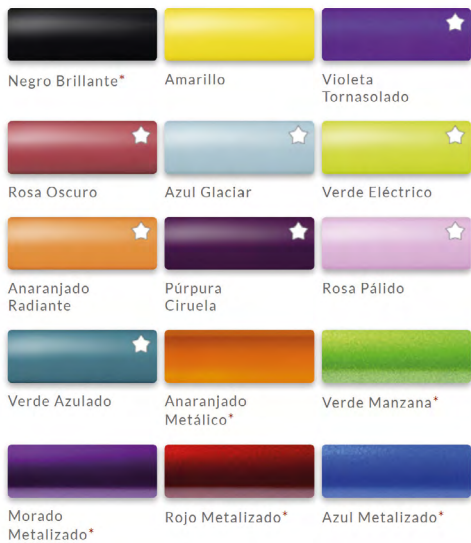 Negro Brillante*
Amarillo
Violeta
Tornasolado
Rosa Oscuro
Azul Glaciar
Verde Eléctrico
Anaranjado
Radiante
Púrpura
Ciruela
Rosa Pálido
Verde Azulado
Anaranjado
Metálico*
Verde Manzana*
Morado
Metalizado*
Rojo Metalizado*
Azul Metalizado*